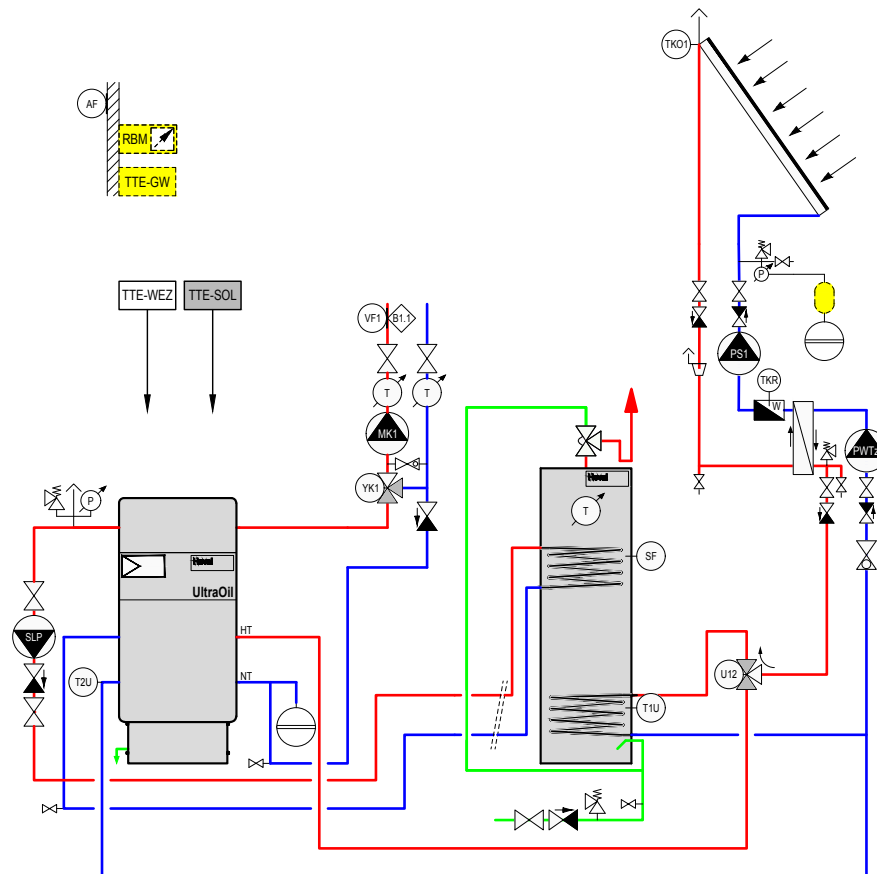 TKO1
AF
RBM
TTE-GW
P
TTE-WEZ
TTE-SOL
VF1
B1.1
PS1
TKR
T
T
W
MK1
PWT2
YK1
P
T
SF
UltraOil
SLP
HT
U12
T2U
NT
T1U